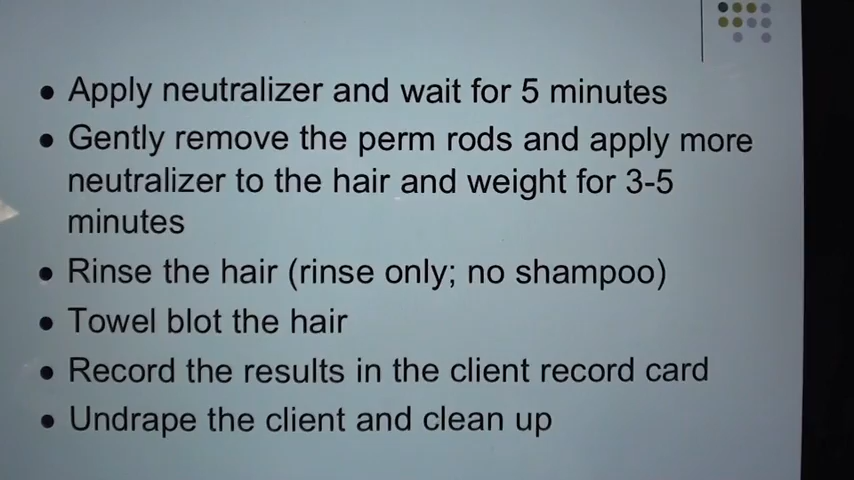 • Apply neutralizer and wait for 5 minutes
• Gently remove the perm rods and apply more
neutralizer to the hair and weight for 3-5
minutes
• Rinse the hair (rinse only; no shampoo)
• Towel blot the hair
• Record the results in the client record card
• Undrape the client and clean up